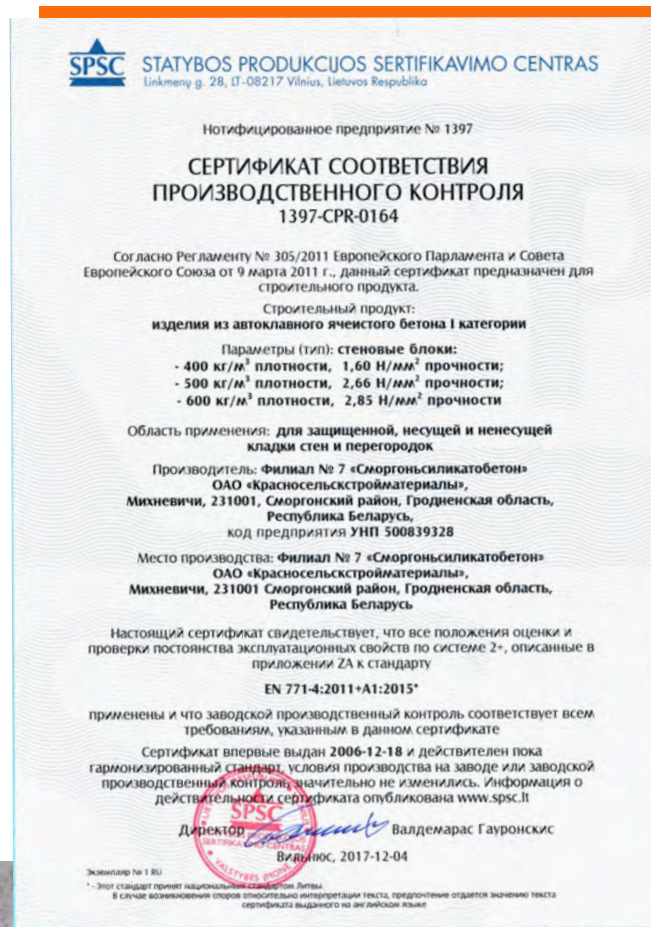 SPSC STATYBOS PRODUKCIJOS SERTIFIKAVIMO CENTRAS
Linkmenų g. 28, LT-08217 Vilnius, Lietuvos Respublika
Нотифицированное предприятие № 1397
СЕРТИФИКАТ СООТВЕТСТВИЯ
ПРОИЗВОДСТВЕННОГО КОНТРОЛЯ
1397-CPR-0164
Согласно Регламенту № 305/2011 Европейского Парламента и Совета
Европейского Союза от 9 марта 2011 г., данный сертификат предназначен для
строительного продукта.
Строительный продукт:
изделия из автоклавного ячеистого бетона I категории
Параметры (тип): стеновые блоки:
- 400 кг/м³ плотности, 1,60 Н/мм² прочности;
- 500 кг/м³ плотности, 2,66 Н/мм² прочности;
- 600 кг/м³ плотности, 2,85 Н/мм² прочности
Область применения: для защищенной, несущей и ненесущей
кладки стен и перегородок
Производитель: Филиал № 7 «Сморгоньсиликатобетон»
ОАО «Красносельскстройматериалы»,
Михневичи, 231001, Сморгонский район, Гродненская область,
Республика Беларусь,
код предприятия УНП 500839328
Место производства: Филиал № 7 «Сморгоньсиликатобетон»
ОАО «Красносельскстройматериалы»,
Михневичи, 231001 Сморгонский район, Гродненская область,
Республика Беларусь
Настоящий сертификат свидетельствует, что все положения оценки и
проверки постоянства эксплуатационных свойств по системе 2+, описанные в
приложении ZA к стандарту
EN 771-4:2011+A1:2015*
применены и что заводской производственный контроль соответствует всем
требованиям, указанным в данном сертификате
Сертификат впервые выдан 2006-12-18 и действителен пока
гармонизированный стандарт, условия производства на заводе или заводской
производственный контроль значительно не изменились. Информация о
действительности сертификата опубликована www.spsc.lt
SPSC
Директор Валдемарас Гауронскис
Вильнюс, 2017-12-04
Экземпляр № 1 RU
* - Этот стандарт принят национальным стандартом Литвы.
В случае возникновения споров относительно интерпретации текста, предпочтение отдается значению текста
сертификата выданного на английском языке